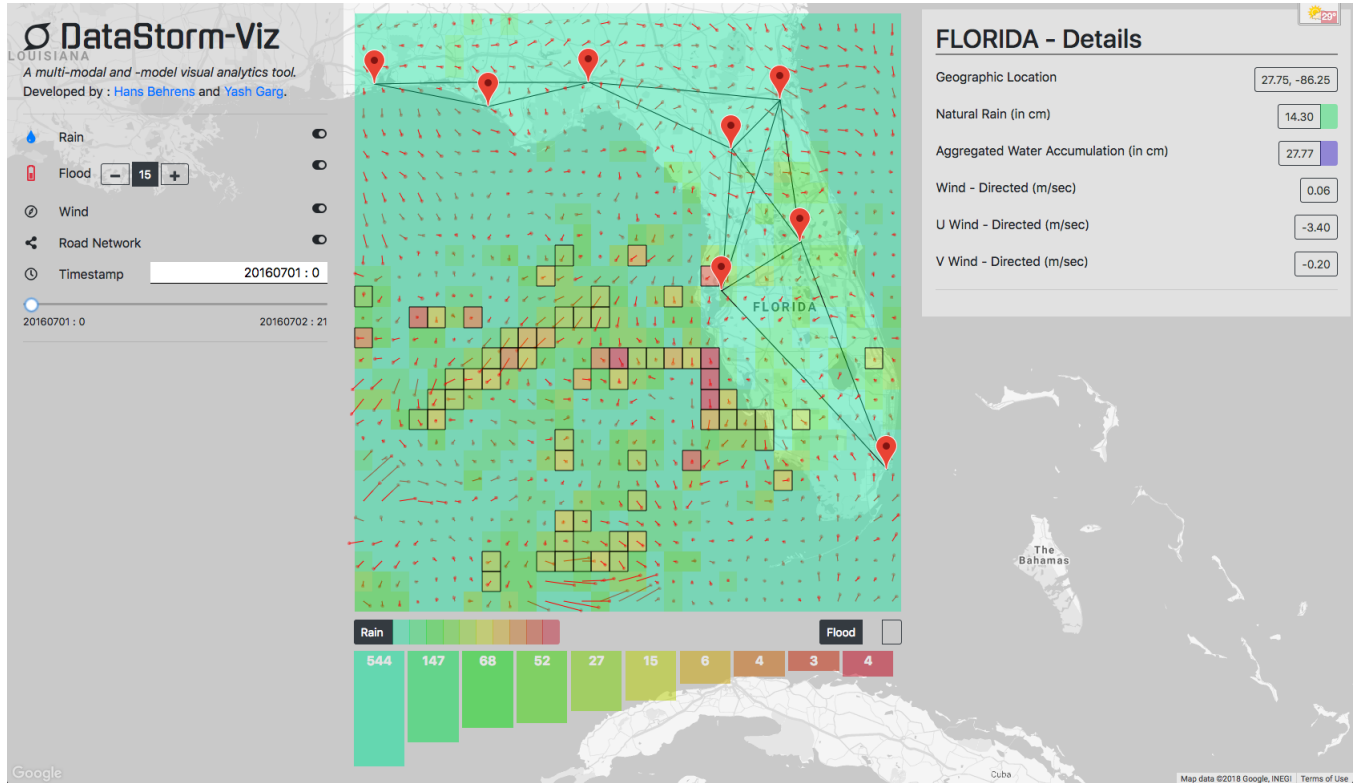 DataStorm-Viz
LOUISIANA
A multi-modal and -model visual analytics tool.
Developed by : Hans Behrens and Yash Garg.
Rain
Flood – 15 +
Wind
Road Network
Timestamp 20160701 : 0
20160701 : 0 20160702 : 21
FLORIDA
Rain Flood
544 147 68 52 27 15 6 4 3 4
29°
FLORIDA - Details
Geographic Location 27.75, -86.25
Natural Rain (in cm) 14.30
Aggregated Water Accumulation (in cm) 27.77
Wind - Directed (m/sec) 0.06
U Wind - Directed (m/sec) -3.40
V Wind - Directed (m/sec) -0.20
The
Bahamas
Cuba
Google
Map data ©2018 Google, INEGI Terms of Use